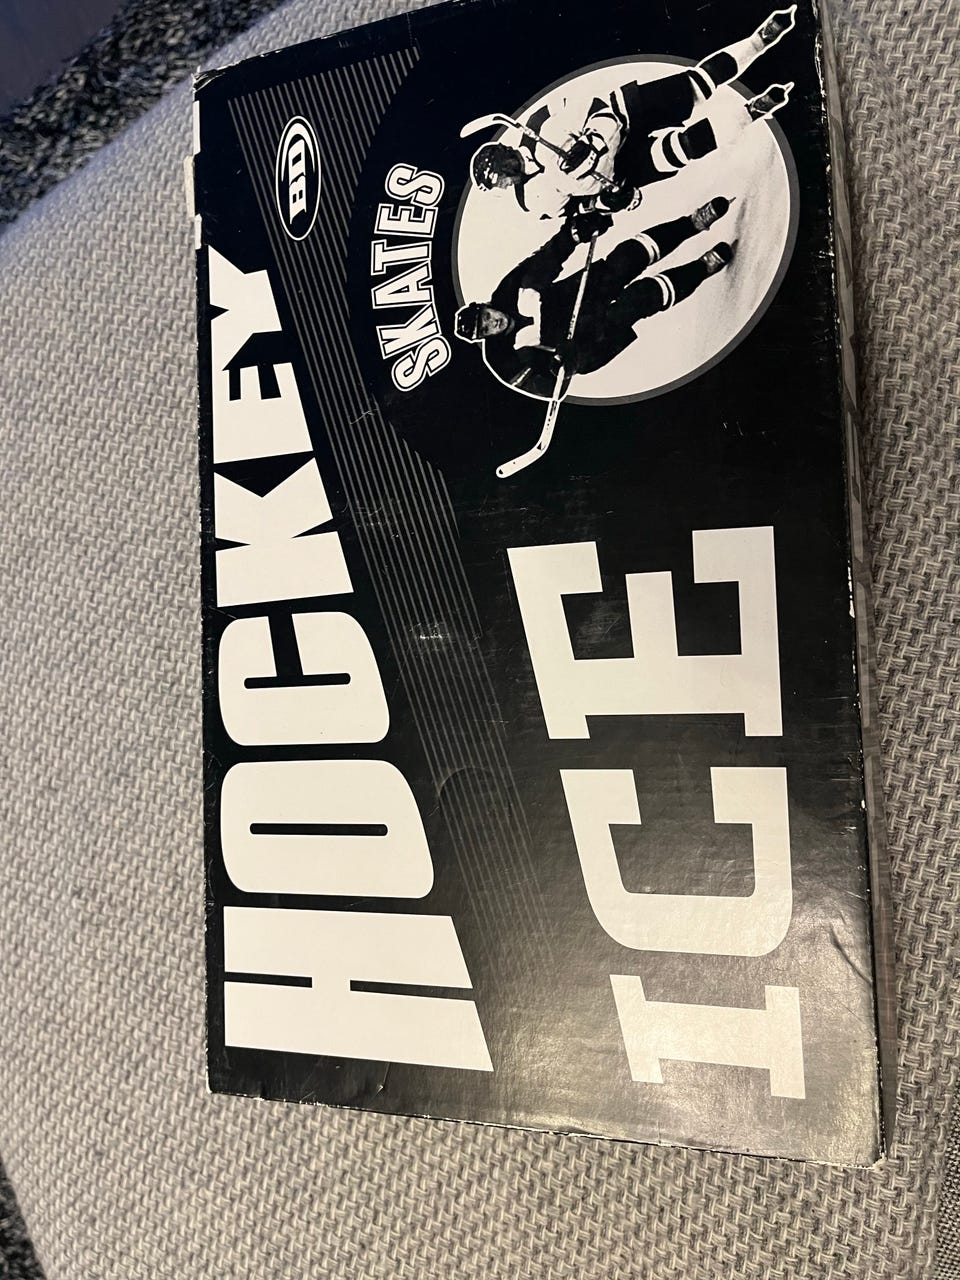 HOCKEY
BD
SKATES
ICE